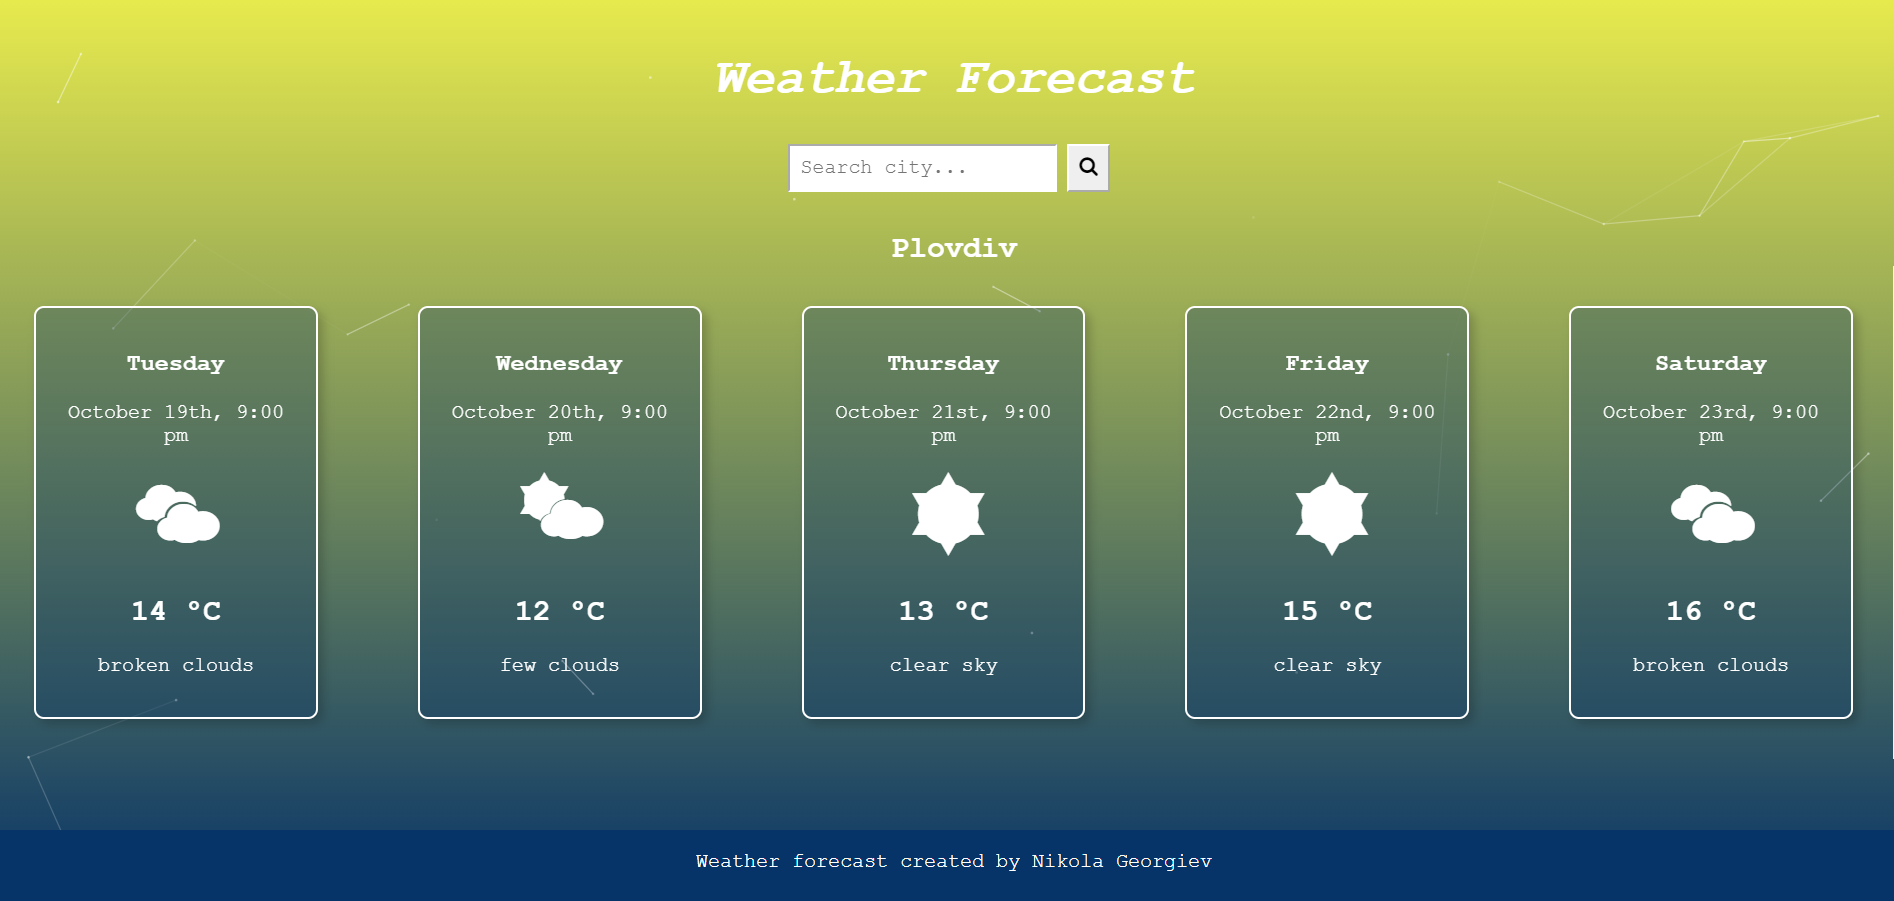 Weather Forecast
Search city...
Plovdiv
Tuesday
October 19th, 9:00
pm
14 °C
broken clouds
Wednesday
October 20th, 9:00
pm
12 °C
few clouds
Thursday
October 21st, 9:00
pm
13 °C
clear sky
Friday
October 22nd, 9:00
pm
15 °C
clear sky
Saturday
October 23rd, 9:00
pm
16 °C
broken clouds
Weather forecast created by Nikola Georgiev